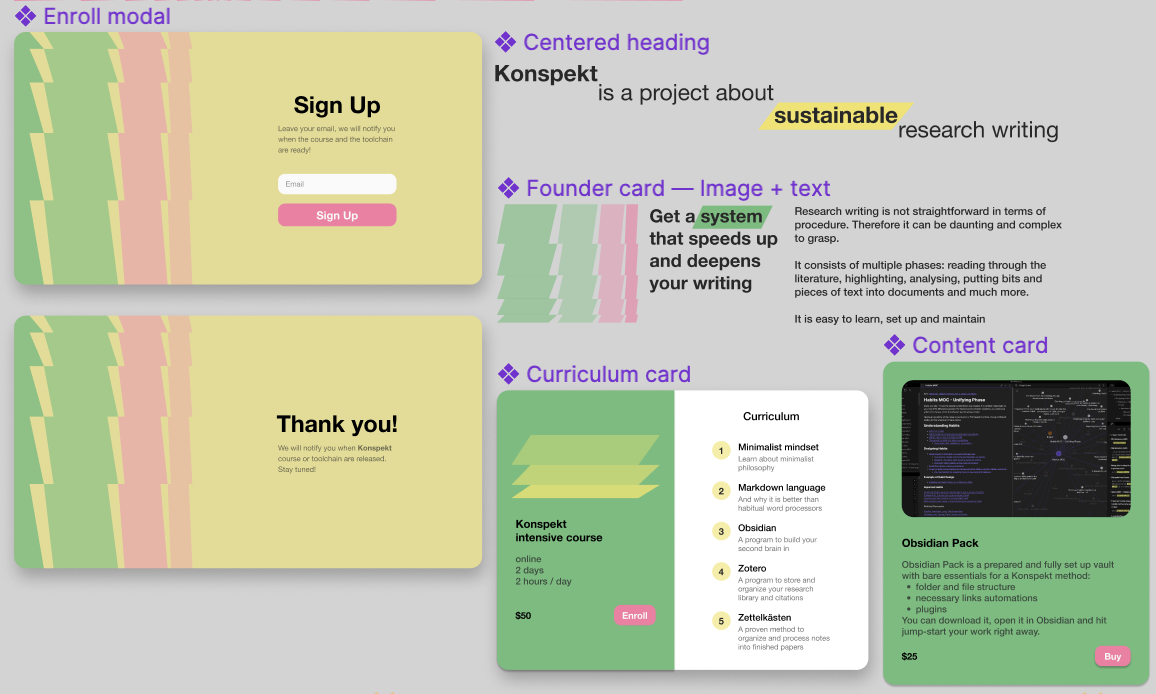 Enroll modal
Sign Up
Leave your email, we will notify you
when the course and the toolchain
are ready!
Email
Sign Up
Thank you!
We will notify you when Konspekt
course or toolchain are released.
Stay tuned!
Centered heading
Konspekt
is a project about
sustainable
research writing
Founder card — Image + text
Get a system
that speeds up
and deepens
your writing
Research writing is not straightforward in terms of
procedure. Therefore it can be daunting and complex
to grasp.
It consists of multiple phases: reading through the
literature, highlighting, analysing, putting bits and
pieces of text into documents and much more.
It is easy to learn, set up and maintain
Curriculum card
Konspekt
intensive course
online
2 days
2 hours / day
$50
Enroll
Curriculum
1
Minimalist mindset
Learn about minimalist
philosophy
2
Markdown language
And why it is better than
habitual word processors
3
Obsidian
A program to build your
second brain in
4
Zotero
A program to store and
organize your research
library and citations
5
Zettelkästen
A proven method to
organize and process notes
into finished papers
Content card
Habits MOC - Unifying Phase
Understanding Habits
Designing Habits
Obsidian Pack
Obsidian Pack is a prepared and fully set up vault
with bare essentials for a Konspekt method:
• folder and file structure
• necessary links automations
• plugins
You can download it, open it in Obsidian and hit
jump-start your work right away.
$25
Buy